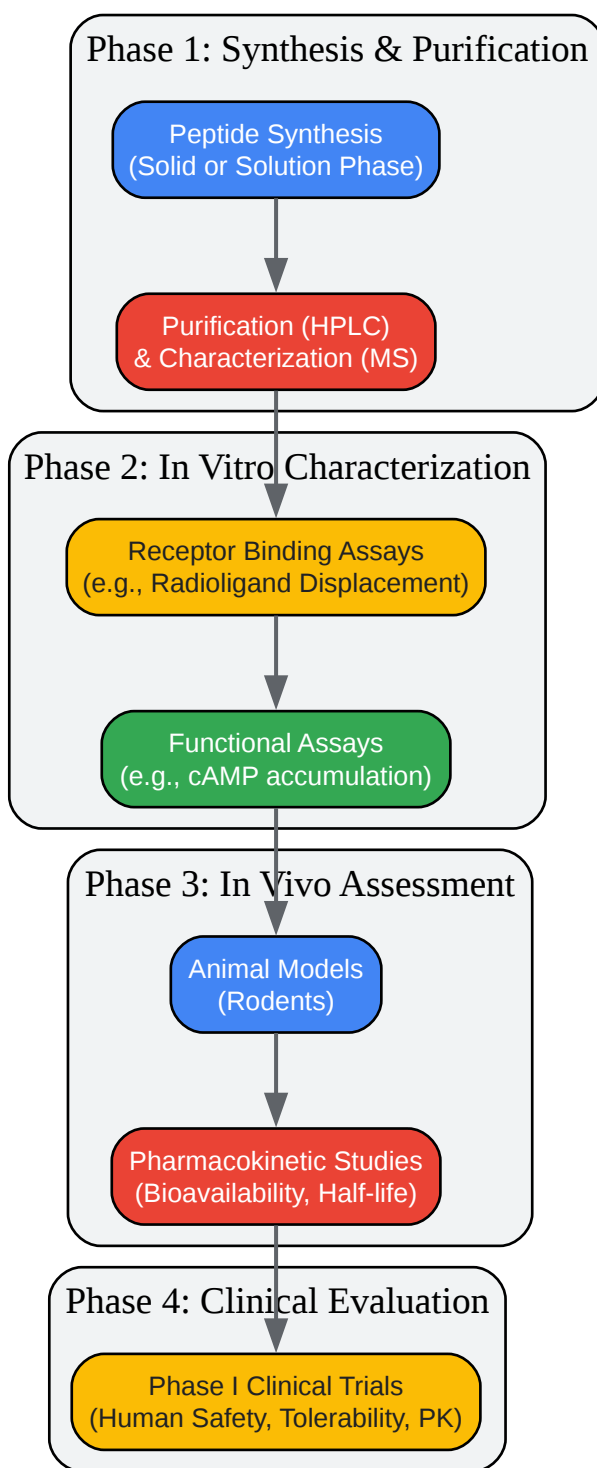 Phase 1: Synthesis & Purification
Peptide Synthesis
(Solid or Solution Phase)
Purification (HPLC)
& Characterization (MS)
Phase 2: In Vitro Characterization
Receptor Binding Assays
(e.g., Radioligand Displacement)
Functional Assays
(e.g., cAMP accumulation)
Phase 3: In Vivo Assessment
Animal Models
(Rodents)
Pharmacokinetic Studies
(Bioavailability, Half-life)
Phase 4: Clinical Evaluation
Phase I Clinical Trials
(Human Safety, Tolerability, PK)